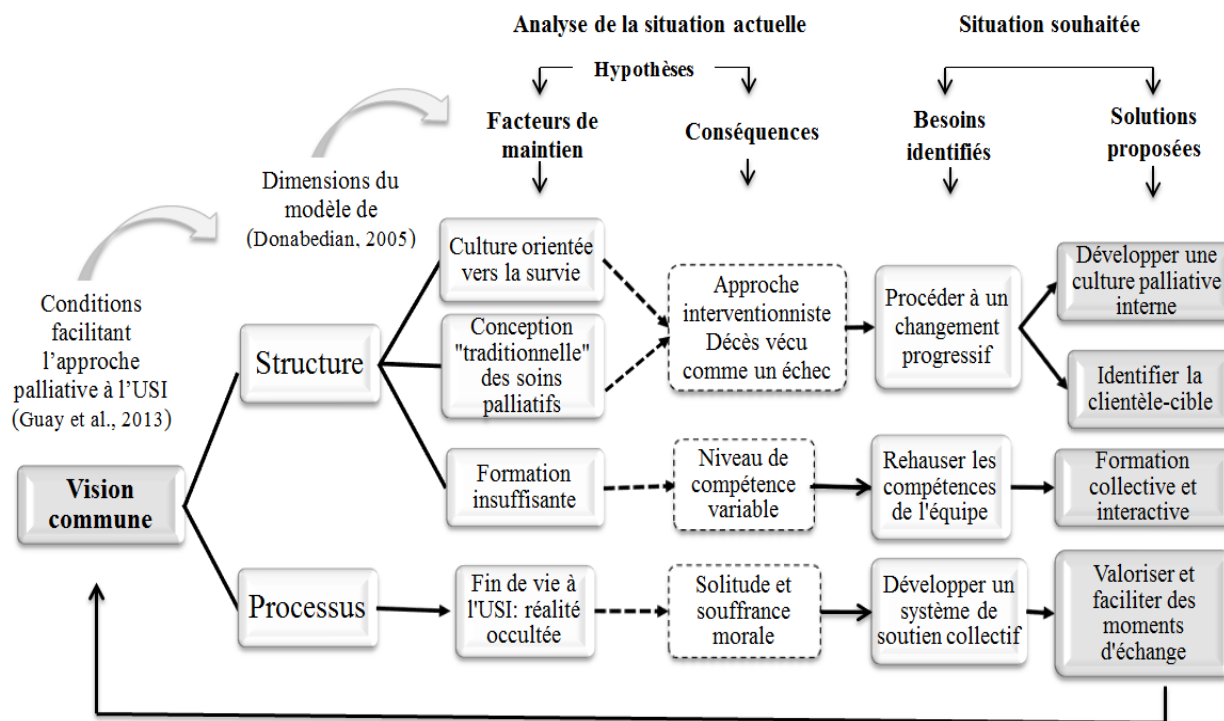 Analyse de la situation actuelle
Situation souhaitée
Hypothèses
Facteurs de
maintien
Conséquences
Besoins
identifiés
Solutions
proposées
Dimensions du
modèle de
(Donabedian, 2005)
Conditions
facilitant
l'approche
palliative à l'USI
(Guay et al., 2013)
Vision
commune
Structure
Culture orientée
vers la survie
Conception
"traditionnelle"
des soins
palliatifs
Approche
interventionniste
Décès vécu
comme un échec
Procéder à un
changement
progressif
Développer une
culture palliative
interne
Identifier la
clientèle-cible
Formation
insuffisante
Niveau de
compétence
variable
Rehauser les
compétences
de l'équipe
Formation
collective et
interactive
Processus
Fin de vie à
l'USI: réalité
occultée
Solitude et
souffrance
morale
Développer un
système de
soutien collectif
Valoriser et
faciliter des
moments
d'échange